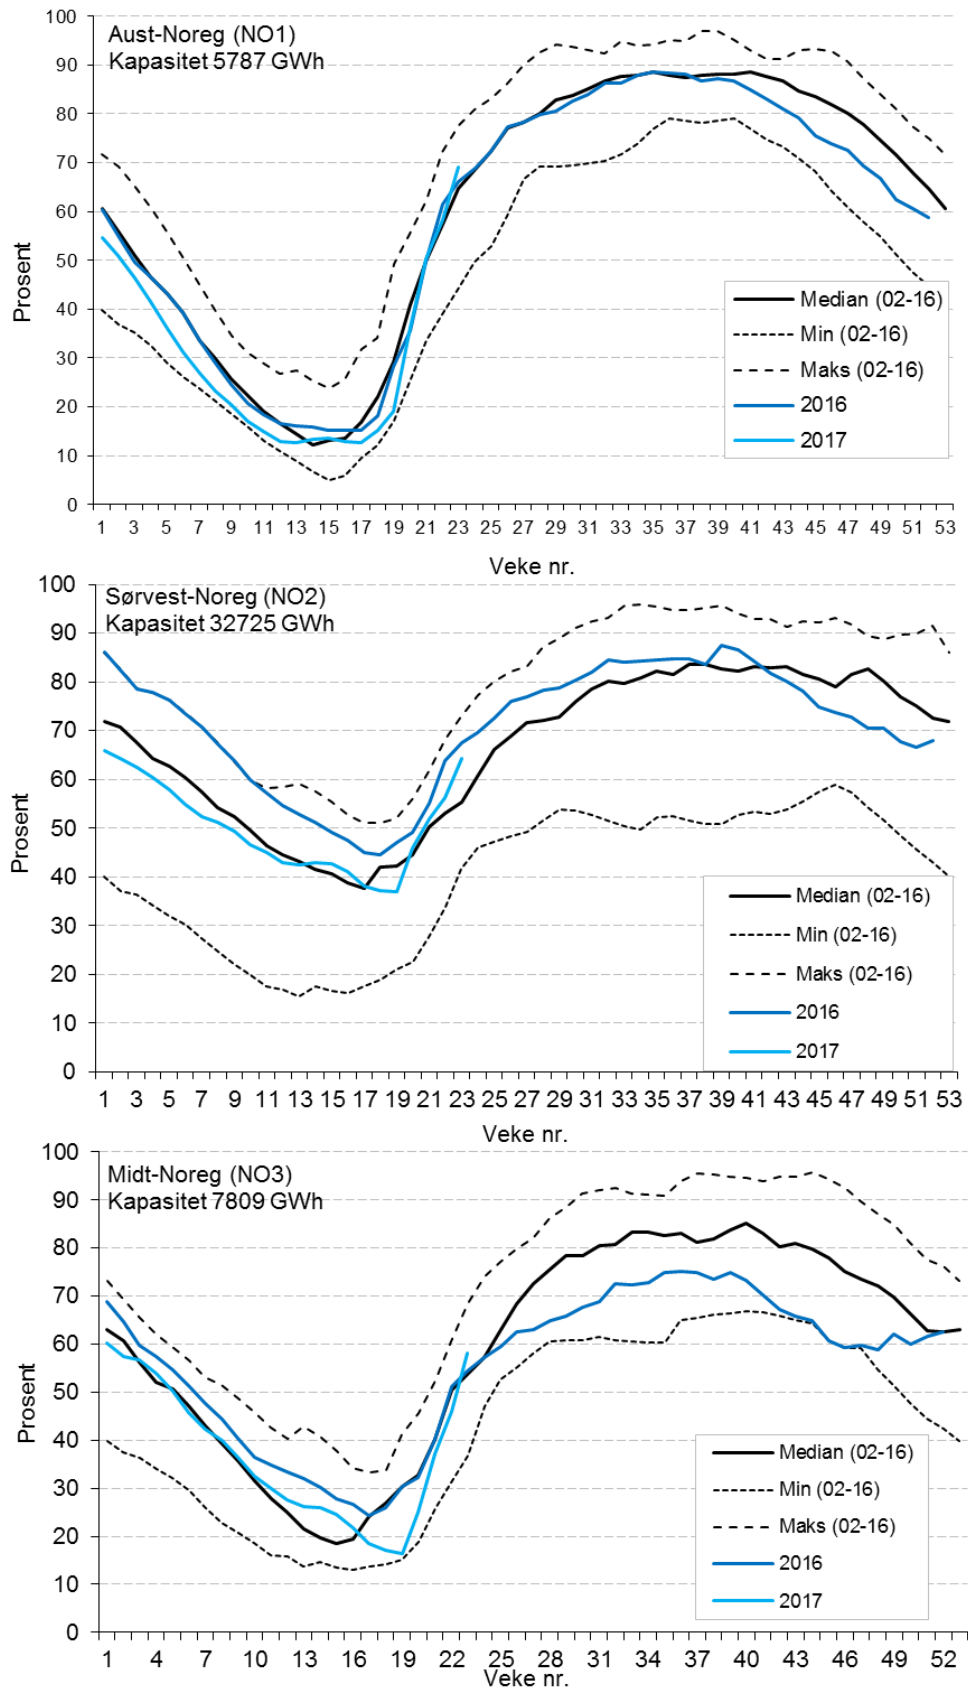 Aust-Noreg (NO1)
Kapasitet 5787 GWh
Prosent
100
90
80
70
60
50
40
30
20
10
0
Median (02-16)
Min (02-16)
Maks (02-16)
2016
2017
1 3 5 7 9 11 13 15 17 19 21 23 25 27 29 31 33 35 37 39 41 43 45 47 49 51 53
Veke nr.
Sørvest-Noreg (NO2)
Kapasitet 32725 GWh
Prosent
100
90
80
70
60
50
40
30
20
10
0
Median (02-16)
Min (02-16)
Maks (02-16)
2016
2017
1 3 5 7 9 11 13 15 17 19 21 23 25 27 29 31 33 35 37 39 41 43 45 47 49 51 53
Veke nr.
Midt-Noreg (NO3)
Kapasitet 7809 GWh
Prosent
100
90
80
70
60
50
40
30
20
10
0
Median (02-16)
Min (02-16)
Maks (02-16)
2016
2017
1 4 7 10 13 16 19 22 25 28 31 34 37 40 43 46 49 52
Veke nr.